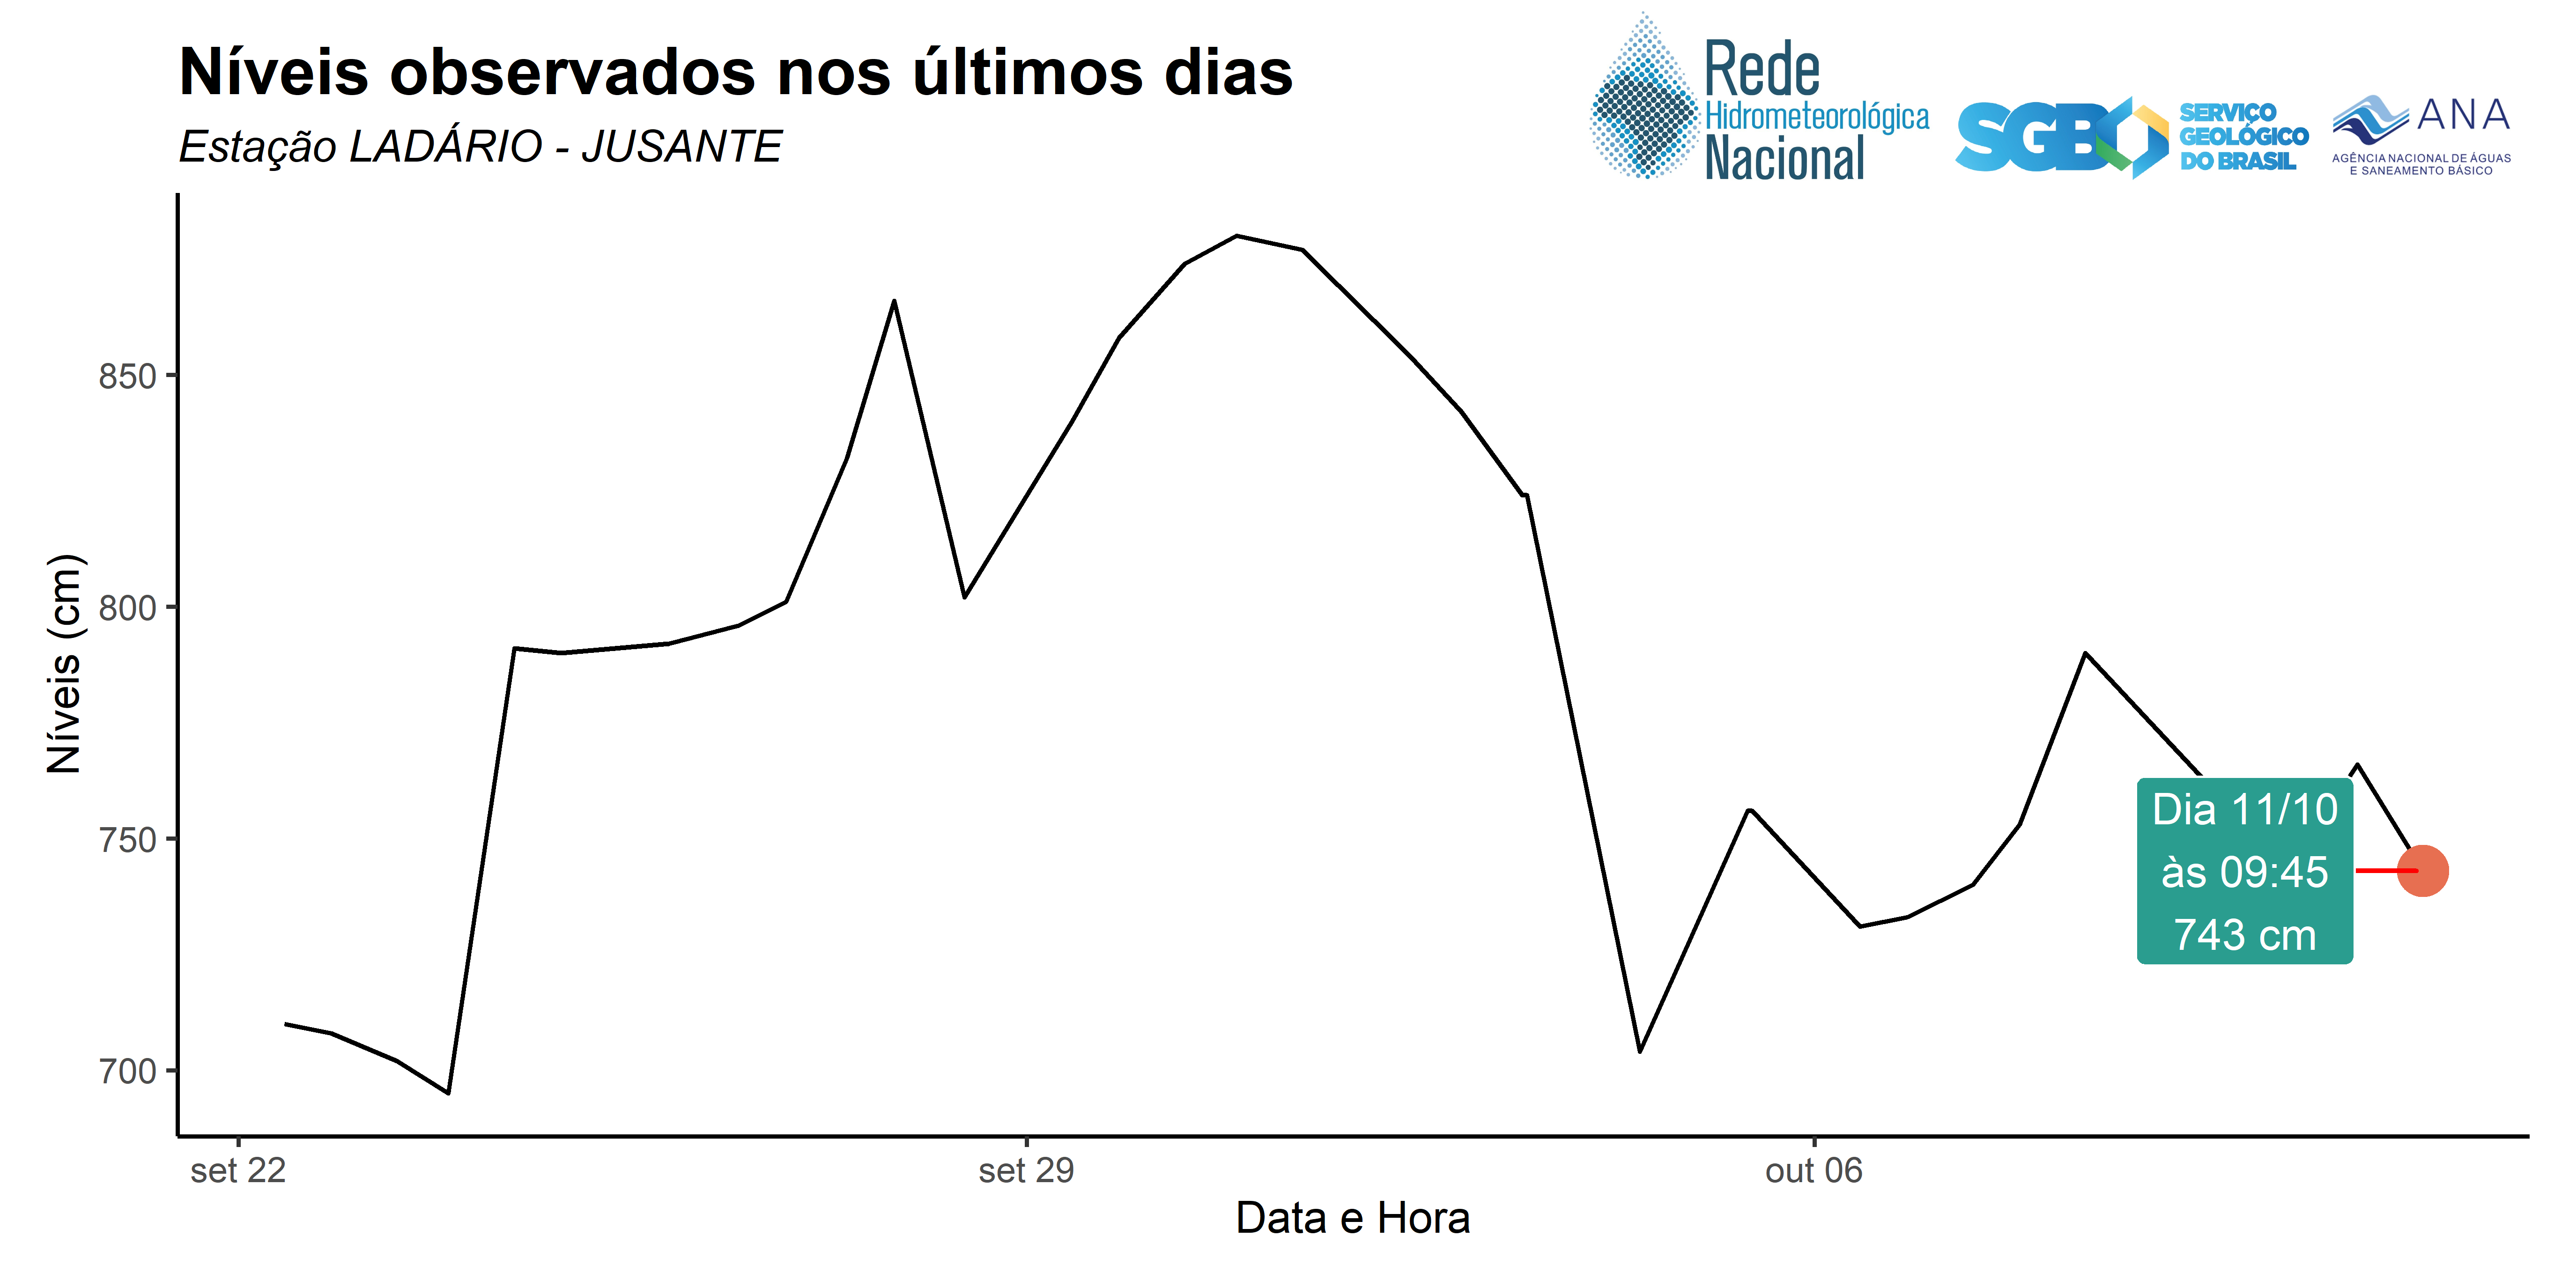 Níveis observados nos últimos dias
Estação LADÁRIO - JUSANTE
Rede
Hidrometeorológica
Nacional
SGB
SERVIÇO
GEOLÓGICO
DO BRASIL
ANA
AGÊNCIA NACIONAL DE ÁGUAS
E SANEAMENTO BÁSICO
Níveis (cm)
850
800
750
700
Dia 11/10
às 09:45
743 cm
set 22
set 29
out 06
Data e Hora